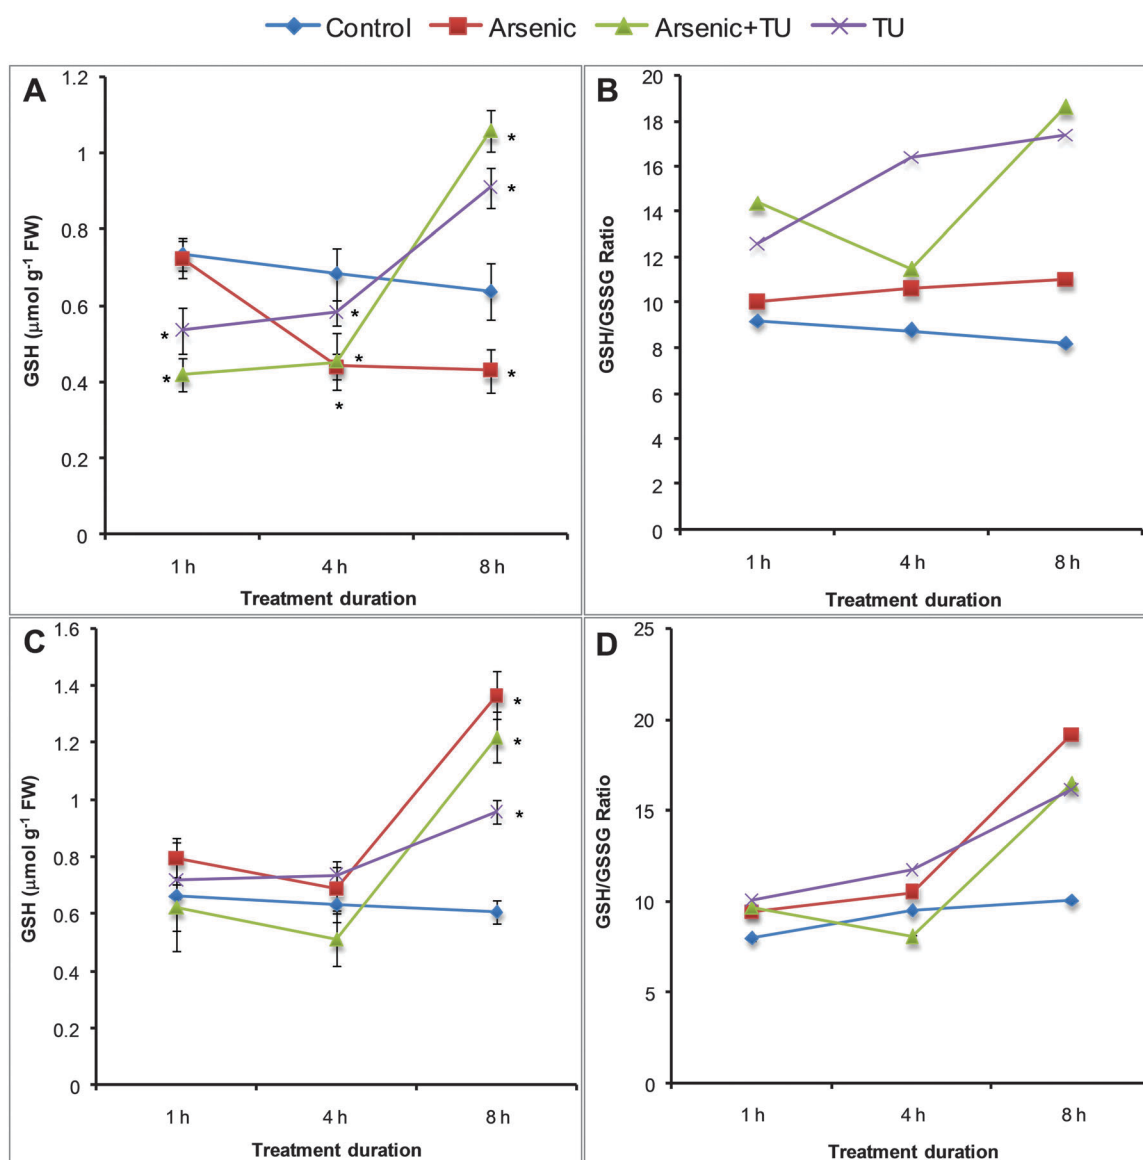 Control Arsenic Arsenic+TU TU
A
1.2
1
0.8
0.6
0.4
0.2
0
GSH (µmol g⁻¹ FW)
* * * * * * * *
1 h 4 h 8 h
Treatment duration
B
20
18
16
14
12
10
8
6
4
2
0
GSH/GSSG Ratio
1 h 4 h 8 h
Treatment duration
C
1.6
1.4
1.2
1
0.8
0.6
0.4
0.2
0
GSH (µmol g⁻¹ FW)
* * *
1 h 4 h 8 h
Treatment duration
D
25
20
15
10
5
0
GSH/GSSG Ratio
1 h 4 h 8 h
Treatment duration